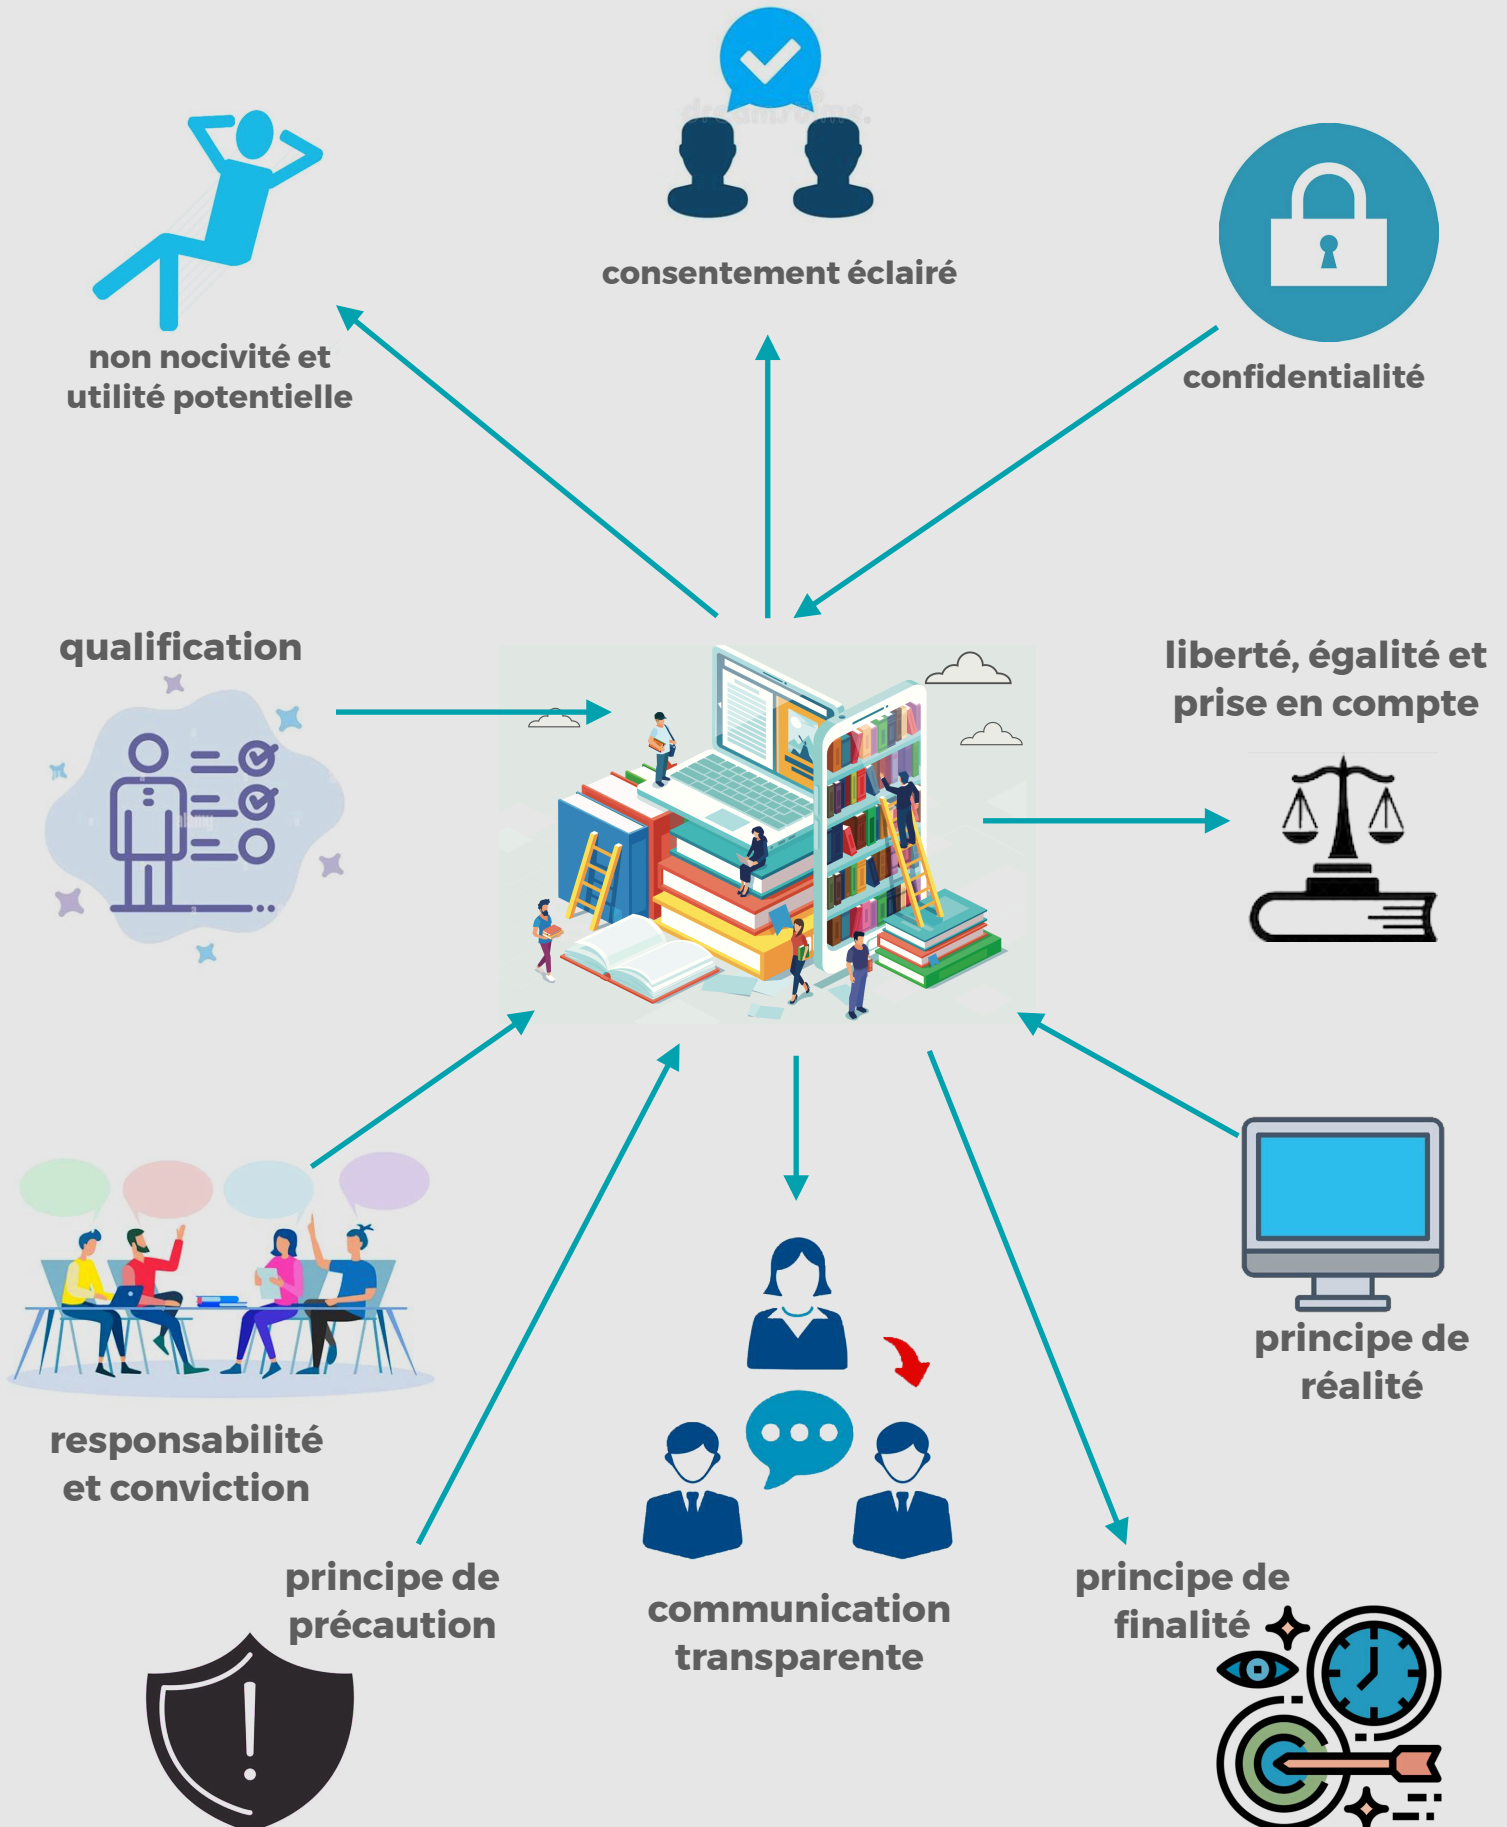 consentement éclairé
non nocivité et
utilité potentielle
confidentialité
qualification
liberté, égalité et
prise en compte
principe de
réalité
responsabilité
et conviction
principe de
précaution
communication
transparente
principe de
finalité